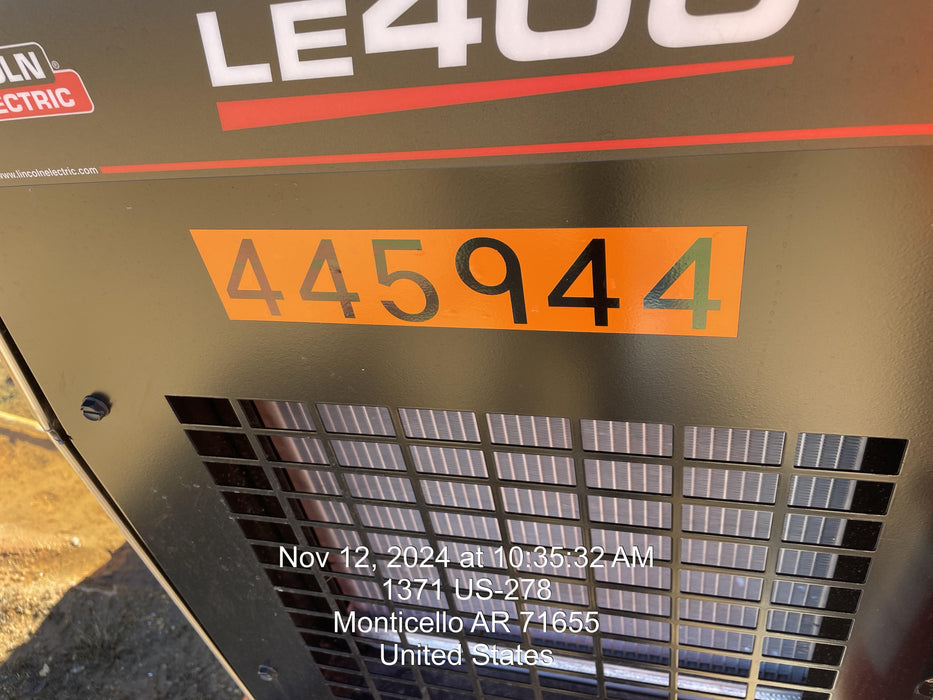 LE400
OLN®
ECTRIC
www.lincolnelectric.com
445944
Nov 12, 2024 at 10:35:32 AM
1371 US-278
Monticello AR 71655
United States